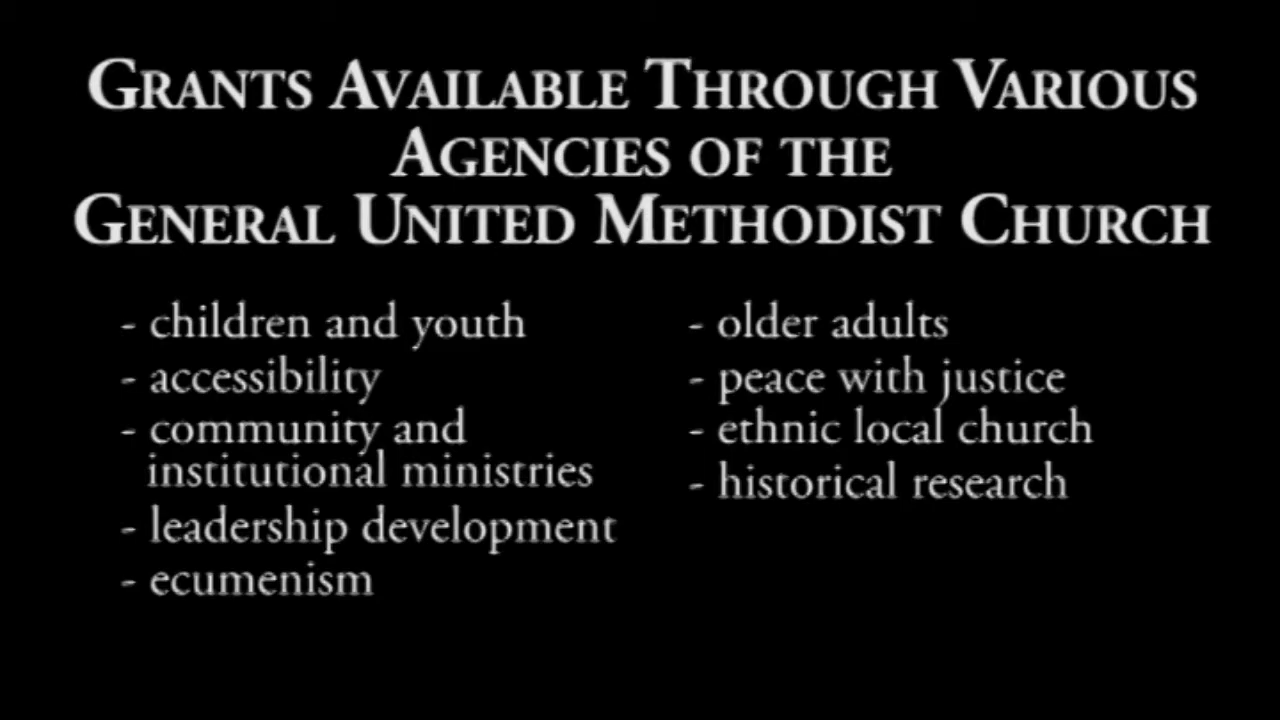 GRANTS AVAILABLE THROUGH VARIOUS
AGENCIES OF THE
GENERAL UNITED METHODIST CHURCH
- children and youth
- accessibility
- community and
institutional ministries
- leadership development
- ecumenism
- older adults
- peace with justice
- ethnic local church
- historical research